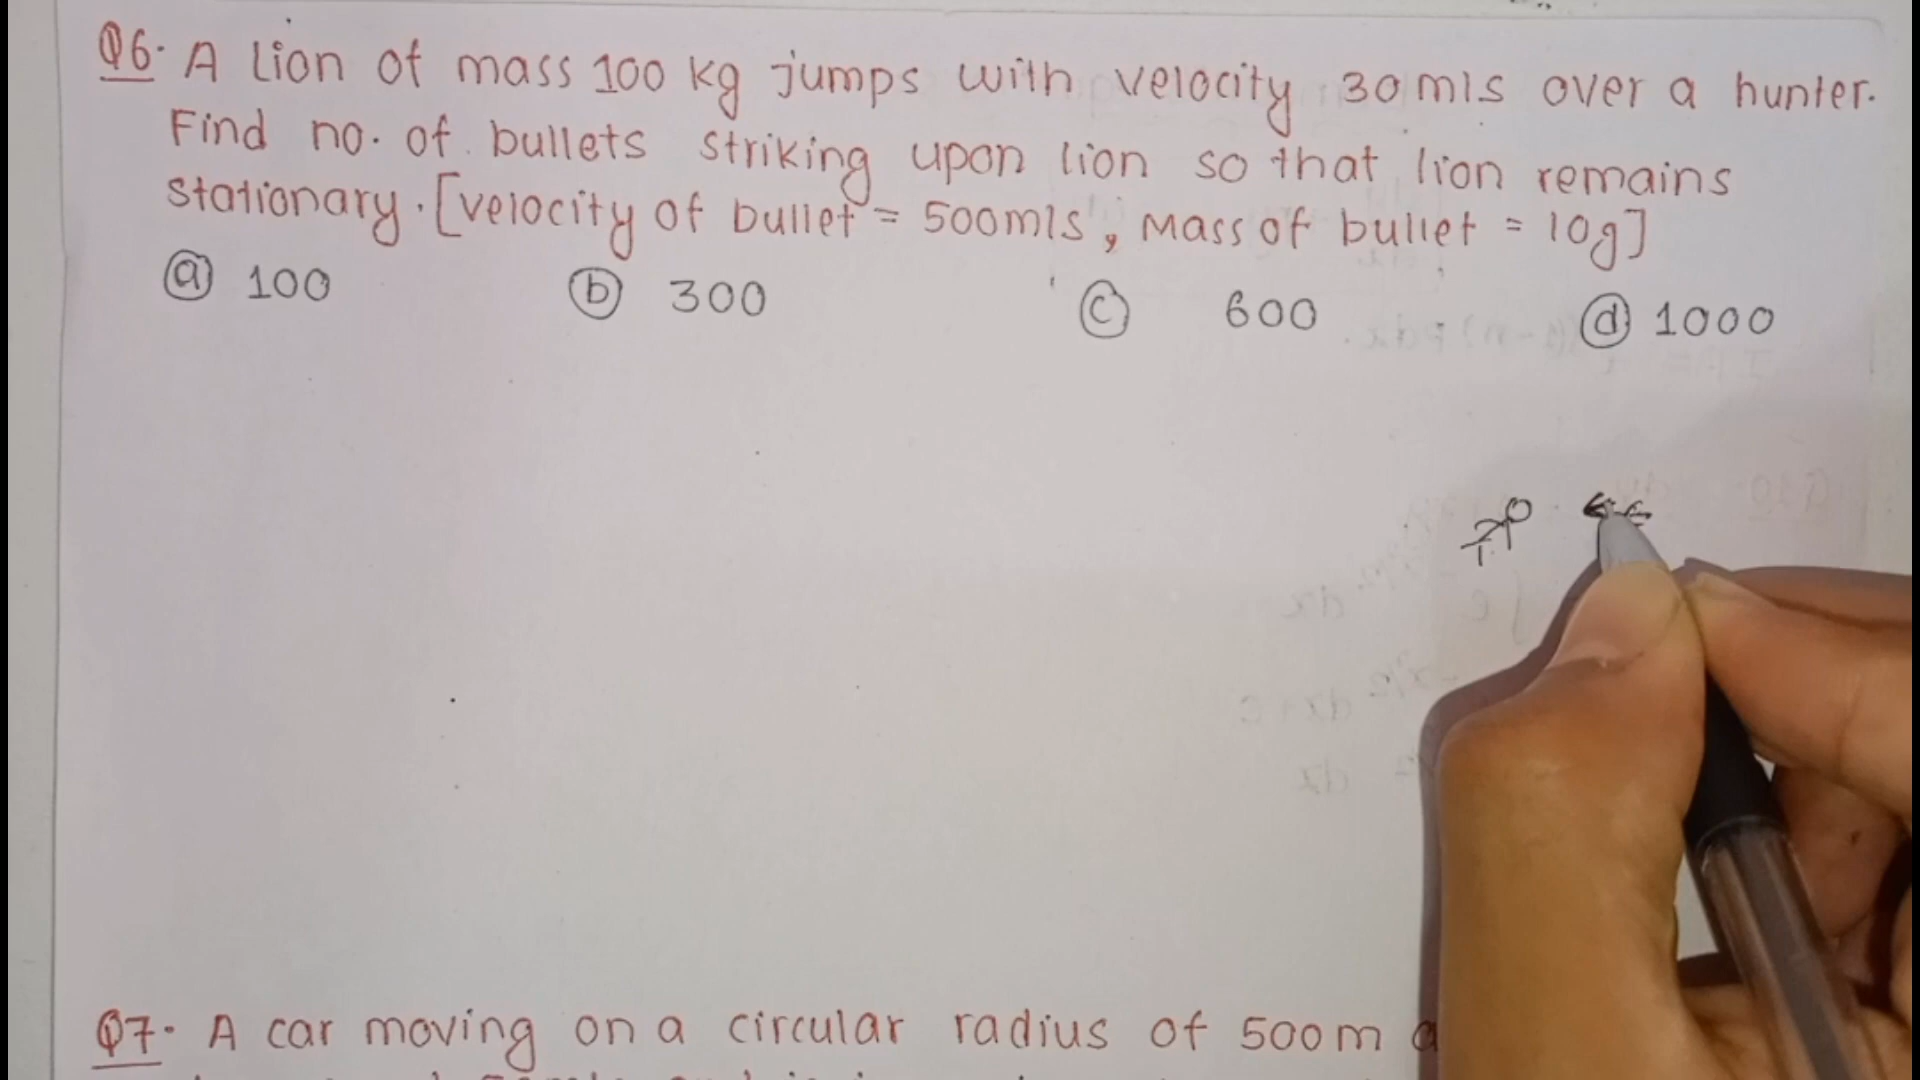 Q6. A Lion of mass 100 kg jumps with velocity 30 m/s over a hunter.
Find no. of bullets striking upon lion so that lion remains
stationary. [velocity of bullet = 500m/s, Mass of bullet = 10g]
(a) 100 (b) 300 (c) 600 (d) 1000
Q7. A car moving on a circular radius of 500m